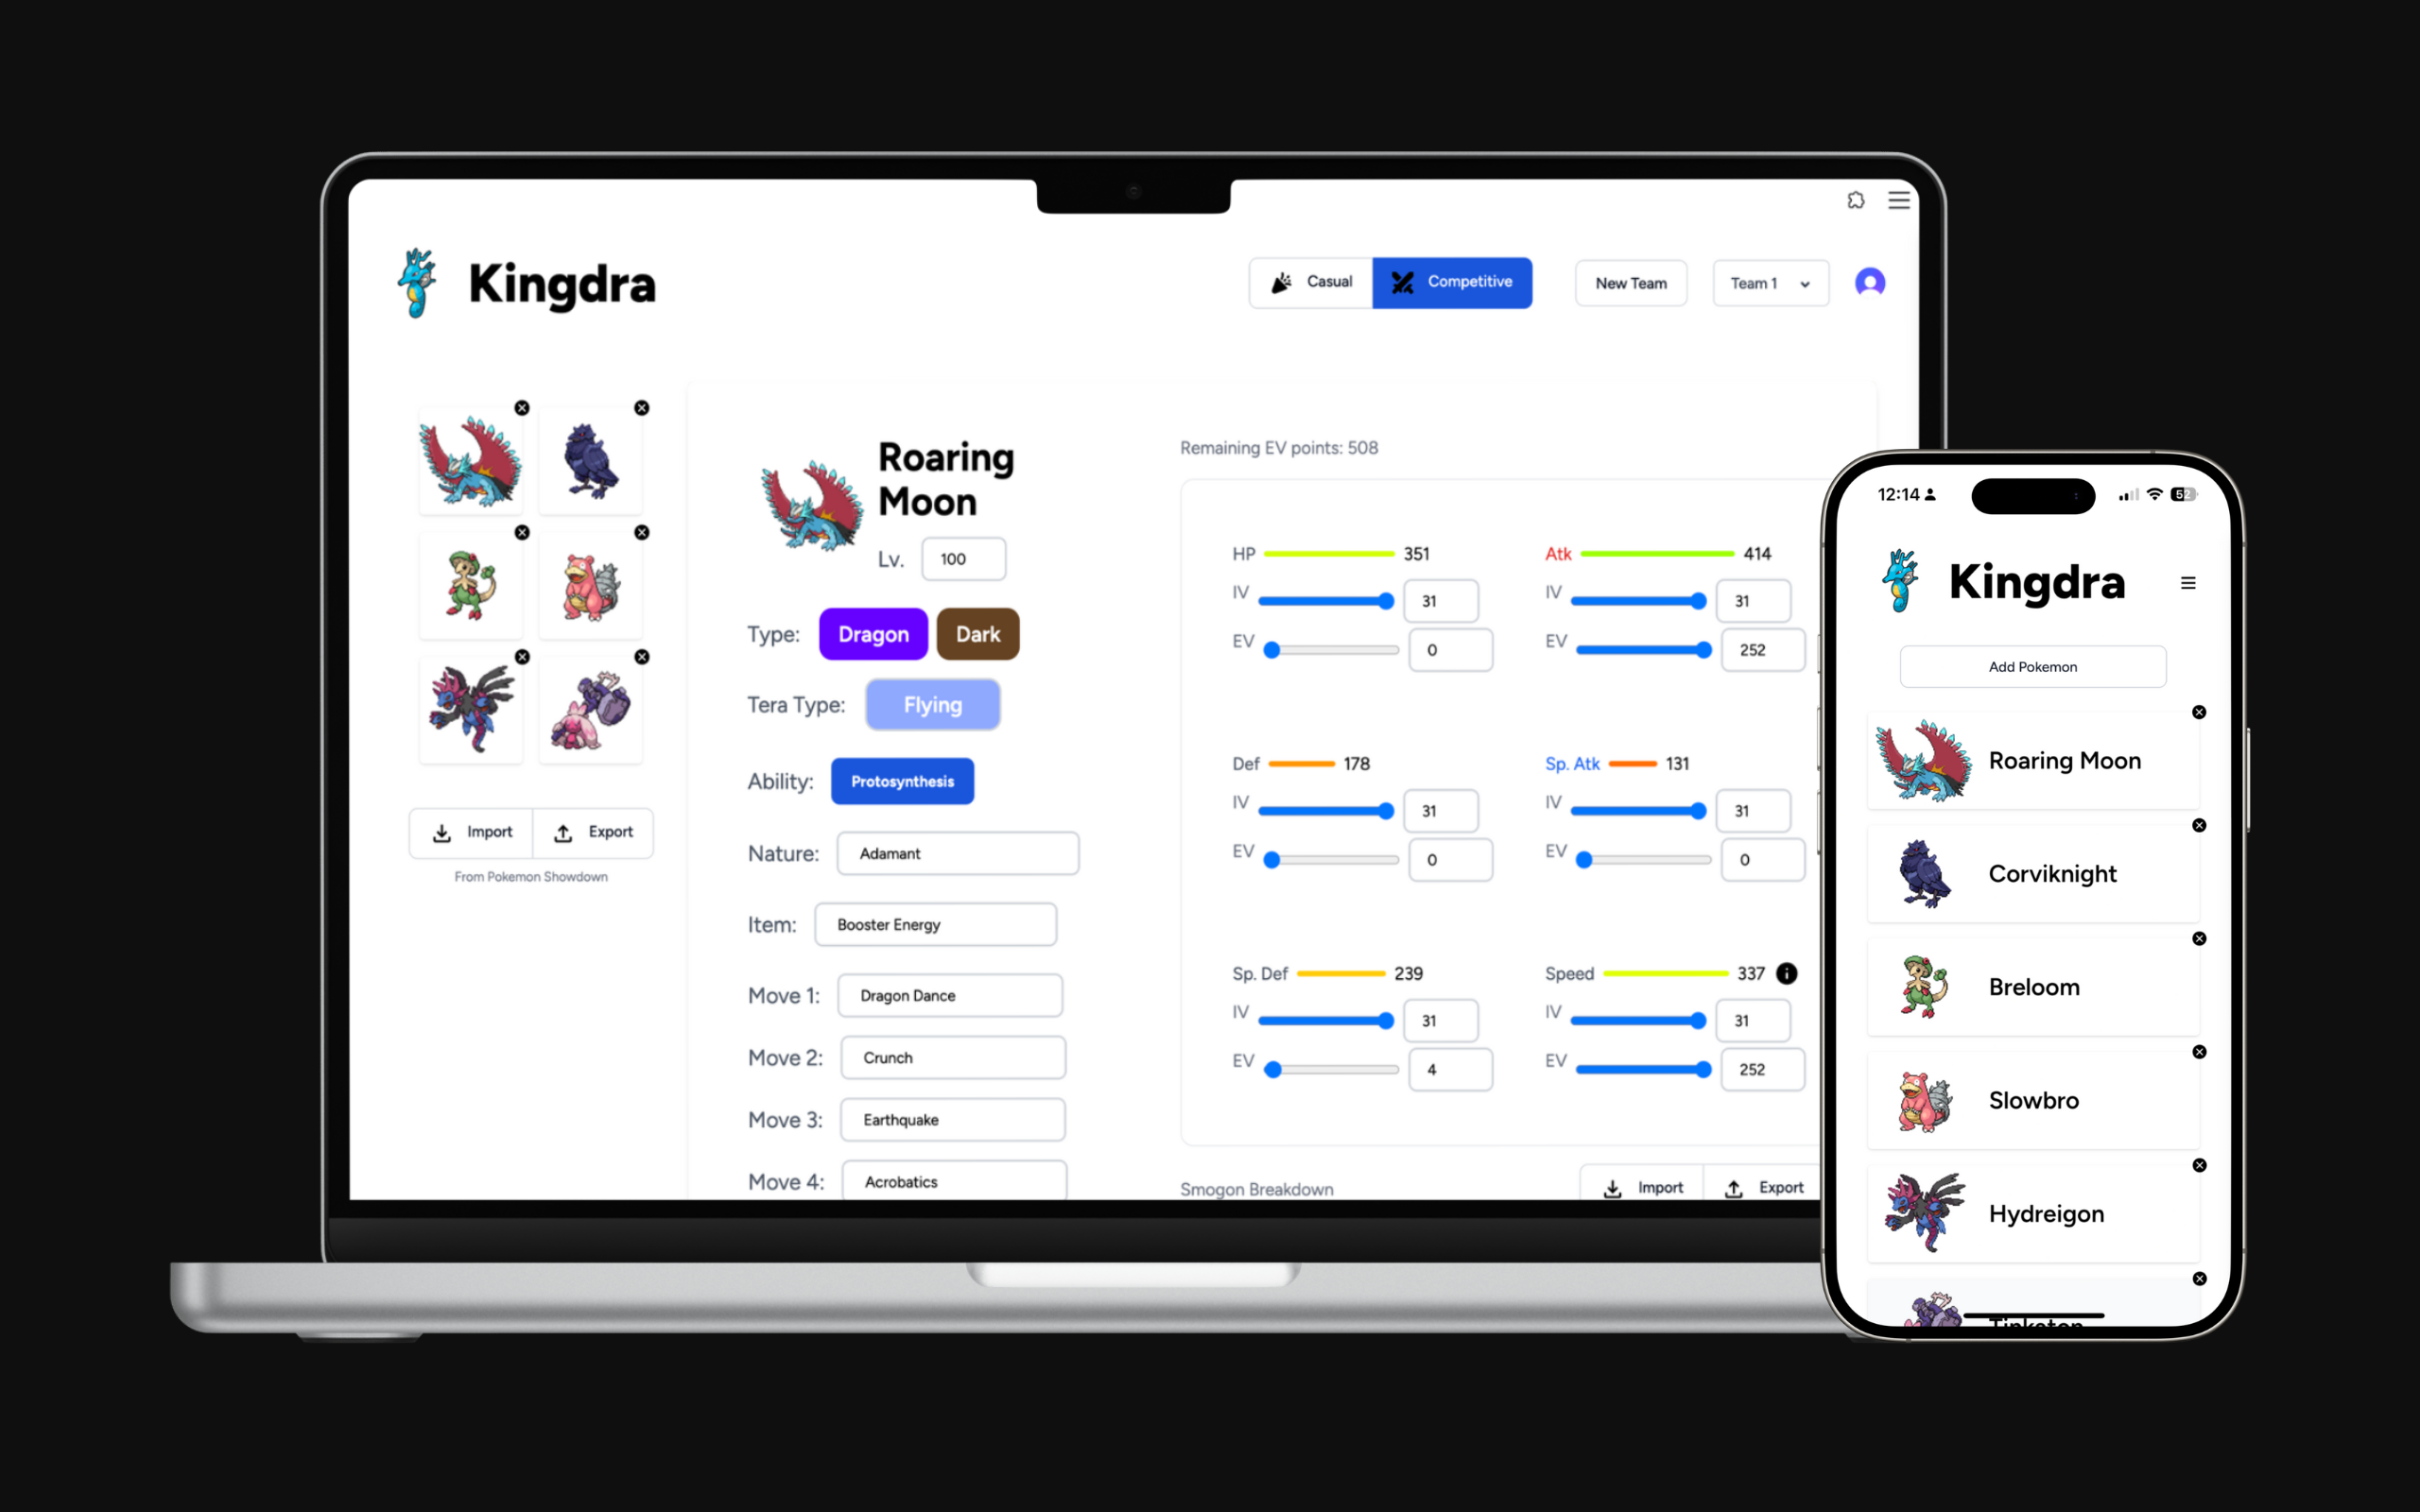 Kingdra
Casual
Competitive
New Team
Team 1
Import
Export
From Pokemon Showdown
Roaring
Moon
Lv. 100
Type: Dragon Dark
Tera Type: Flying
Ability: Protosynthesis
Nature: Adamant
Item: Booster Energy
Move 1: Dragon Dance
Move 2: Crunch
Move 3: Earthquake
Move 4: Acrobatics
Remaining EV points: 508
HP 351
IV 31
EV 0
Atk 414
IV 31
EV 252
Def 178
IV 31
EV 0
Sp. Atk 131
IV 31
EV 0
Sp. Def 239
IV 31
EV 4
Speed 337
IV 31
EV 252
Smogon Breakdown
Import
Export
12:14
52
Kingdra
Add Pokemon
Roaring Moon
Corviknight
Breloom
Slowbro
Hydreigon
Tinkaton